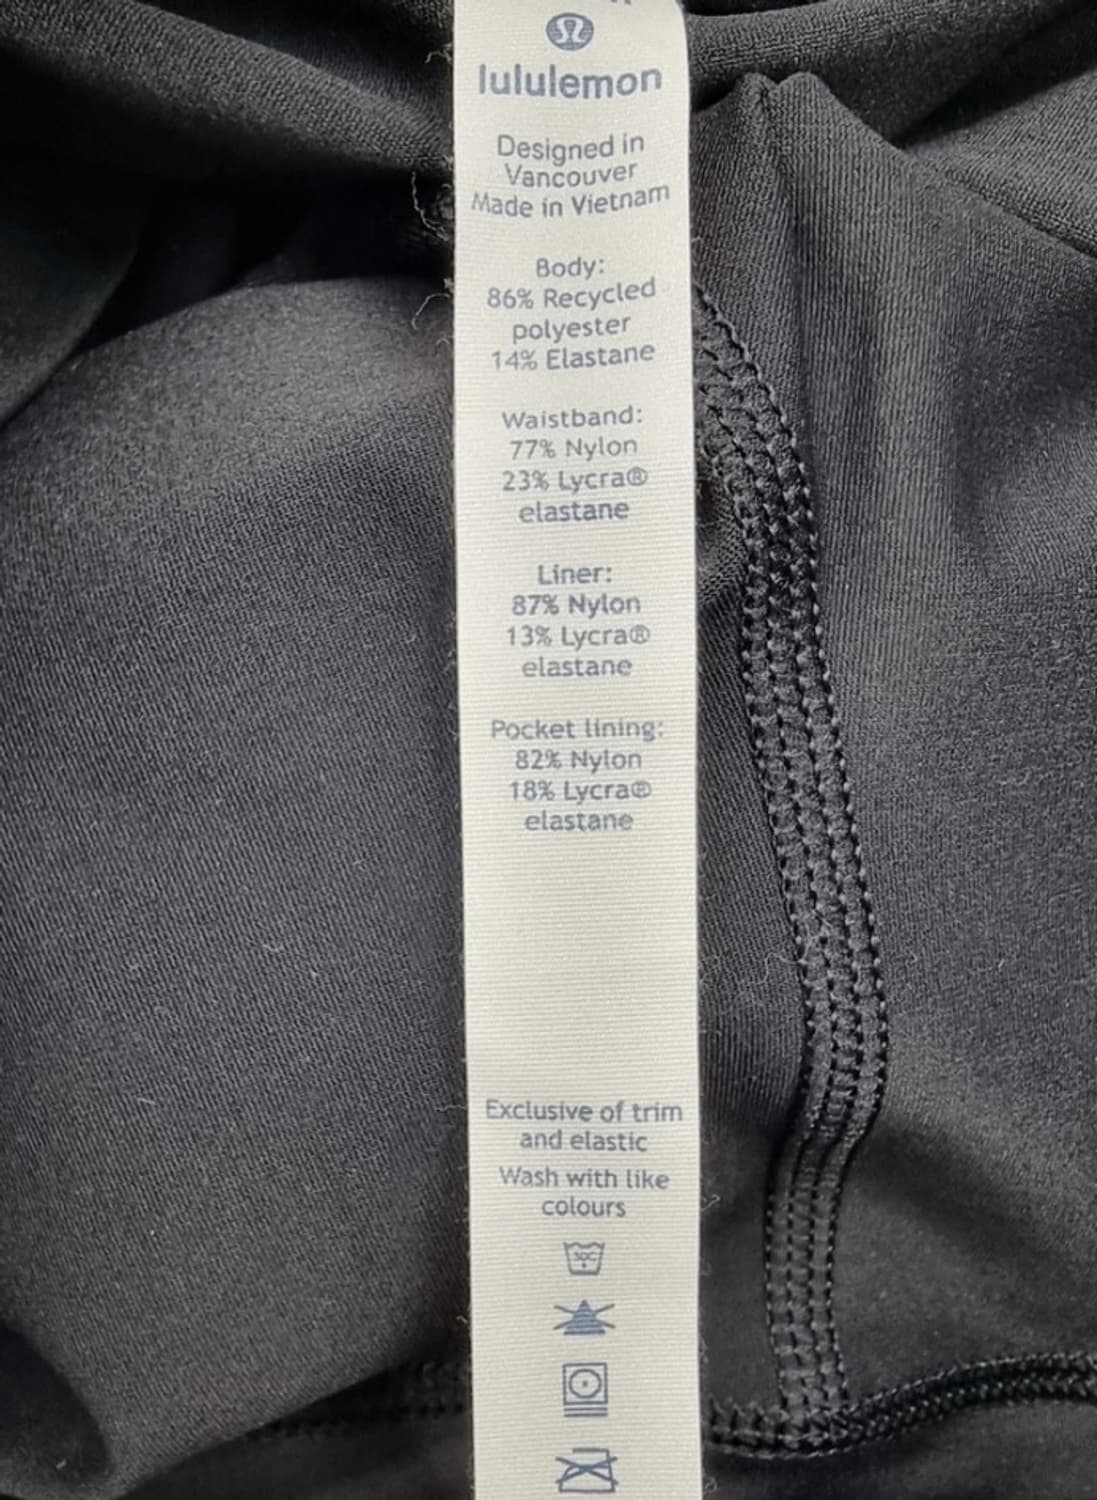 lululemon
Designed in
Vancouver
Made in Vietnam
Body:
86% Recycled
polyester
14% Elastane
Waistband:
77% Nylon
23% Lycra®
elastane
Liner:
87% Nylon
13% Lycra®
elastane
Pocket lining:
82% Nylon
18% Lycra®
elastane
Exclusive of trim
and elastic
Wash with like
colours
30C